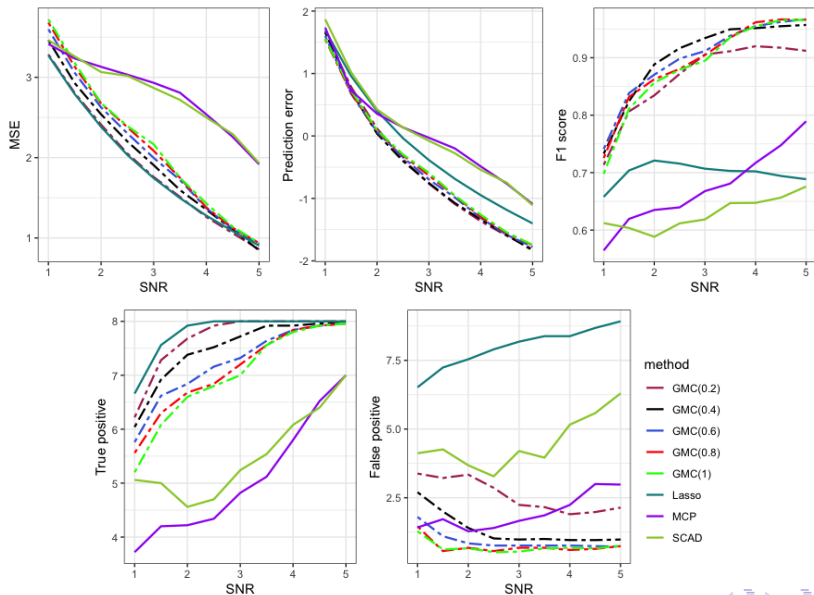 MSE
3
2
1
1
2
3
4
5
SNR
Prediction error
2
1
0
-1
-2
1
2
3
4
5
SNR
F1 score
0.9
0.8
0.7
0.6
1
2
3
4
5
SNR
True positive
8
7
6
5
4
1
2
3
4
5
SNR
False positive
7.5
5.0
2.5
1
2
3
4
5
SNR
method
GMC(0.2)
GMC(0.4)
GMC(0.6)
GMC(0.8)
GMC(1)
Lasso
MCP
SCAD